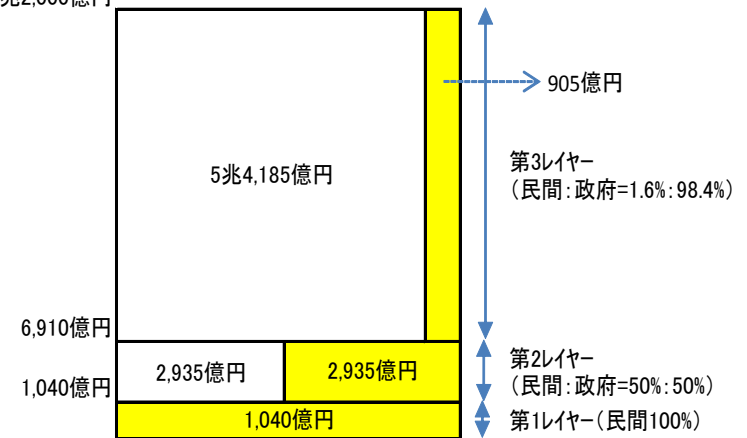 905億円
5兆4,185億円
第3レイヤー
(民間:政府=1.6%:98.4%)
6,910億円
2,935億円
2,935億円
第2レイヤー
(民間:政府=50%:50%)
1,040億円
1,040億円
第1レイヤー(民間100%)